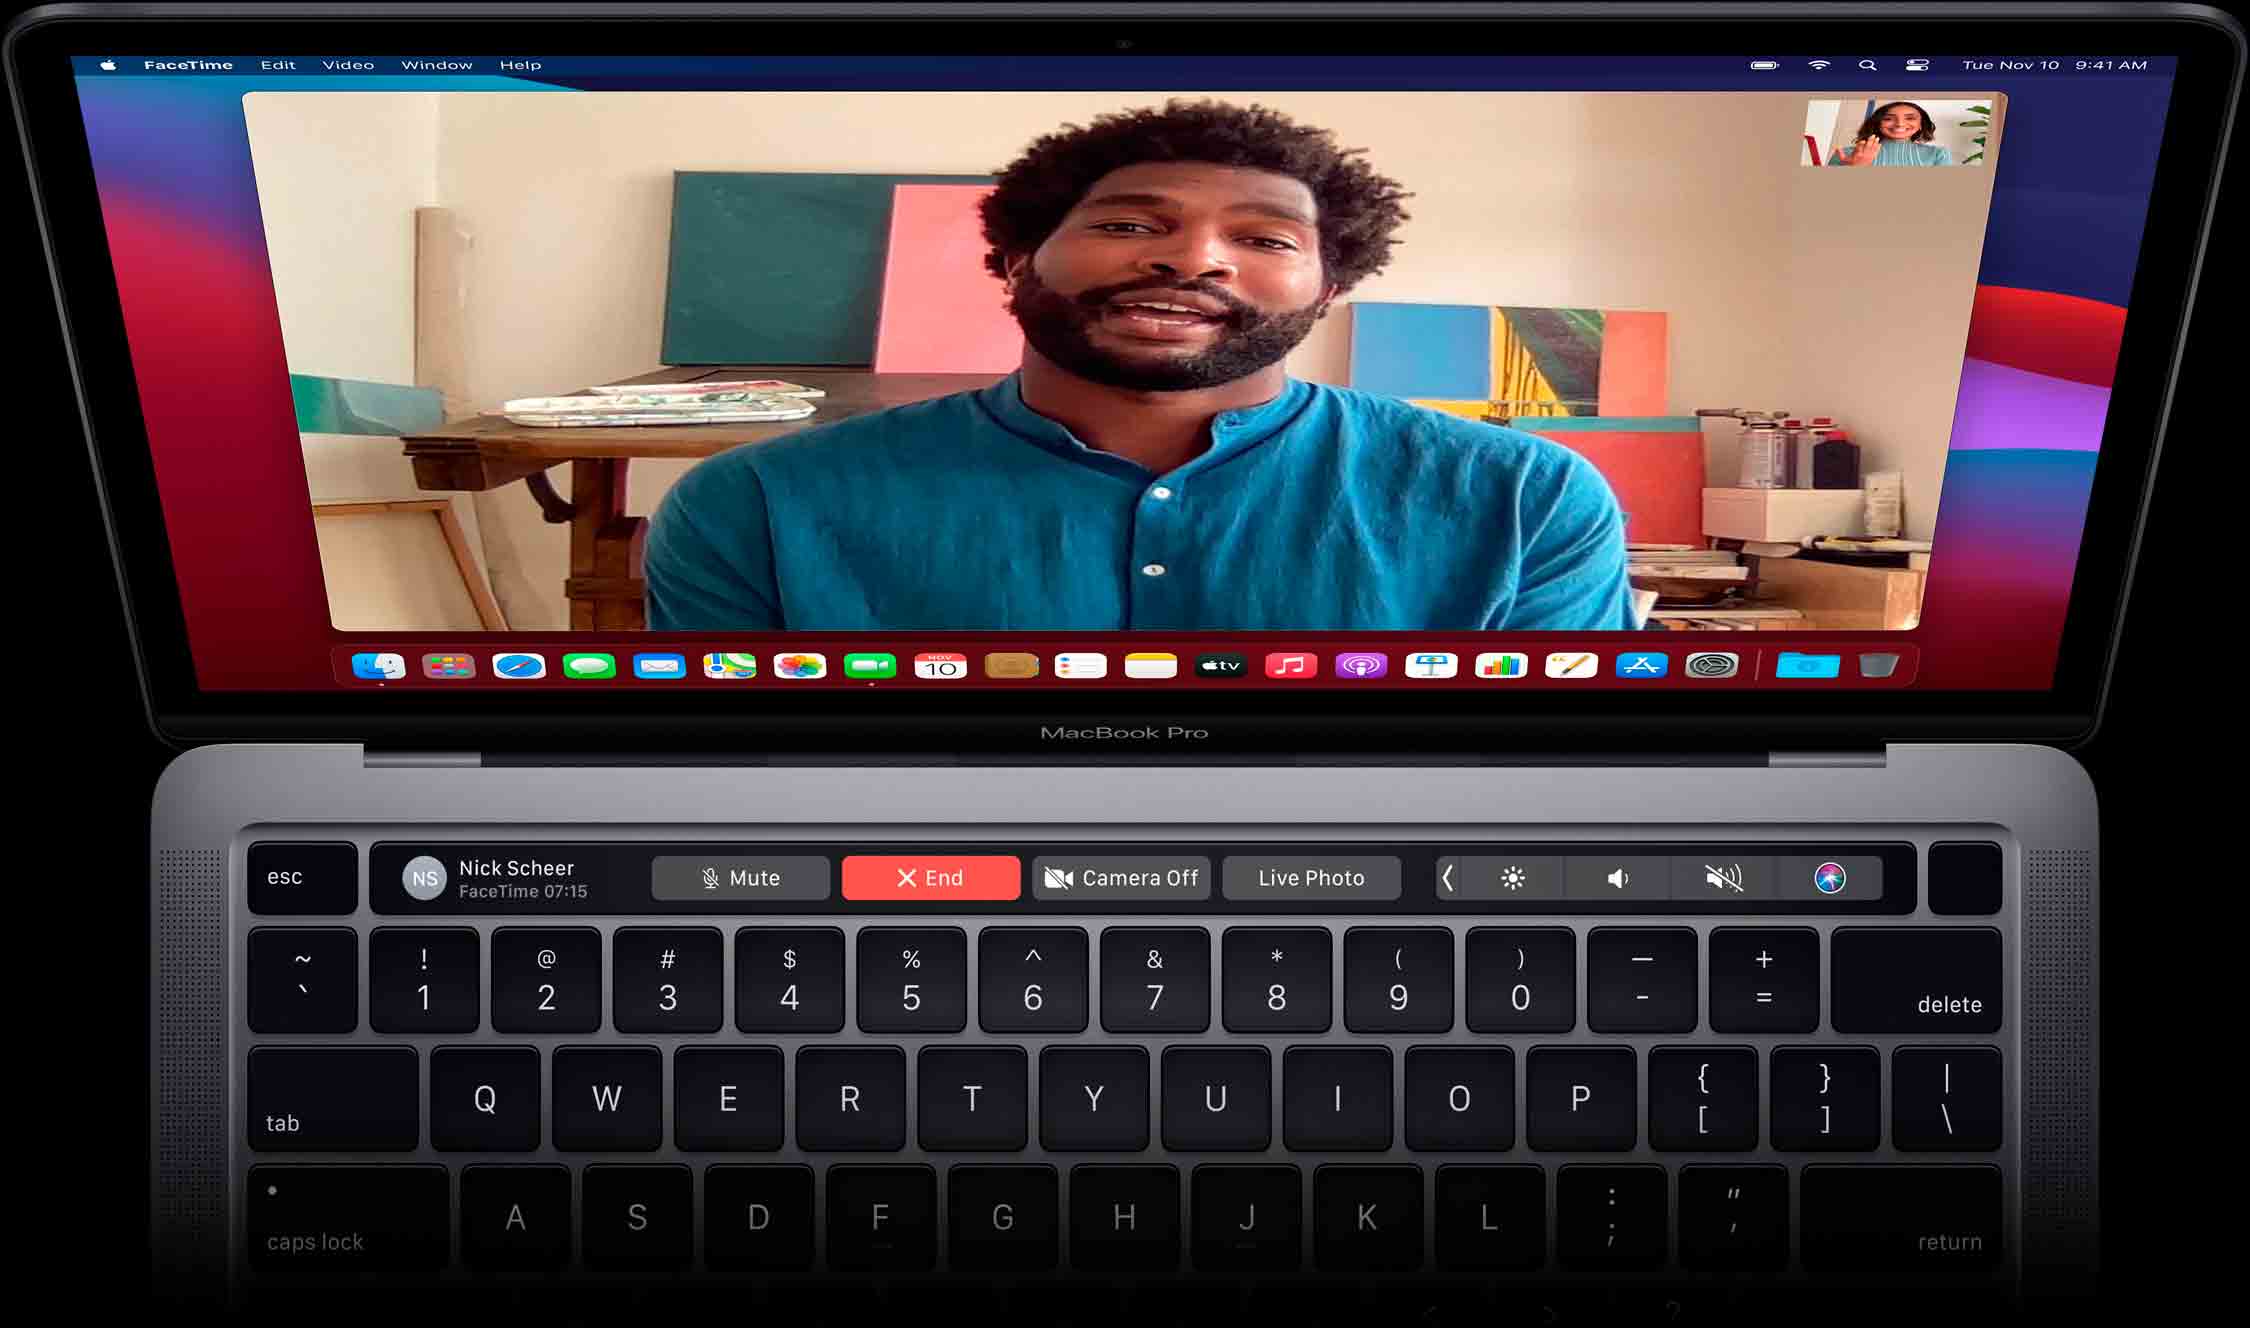 FaceTime Edit Video Window Help Tue Nov 10 9:41 AM
NOV
10
tv
MacBook Pro
esc NS Nick Scheer Mute End Camera Off Live Photo
FaceTime 07:15
~ ! @ # $ % ^ & * ( ) — +
` 1 2 3 4 5 6 7 8 9 0 - = delete
tab Q W E R T Y U I O P { } |
[ ] \
caps lock A S D F G H J K L : "
; ' return